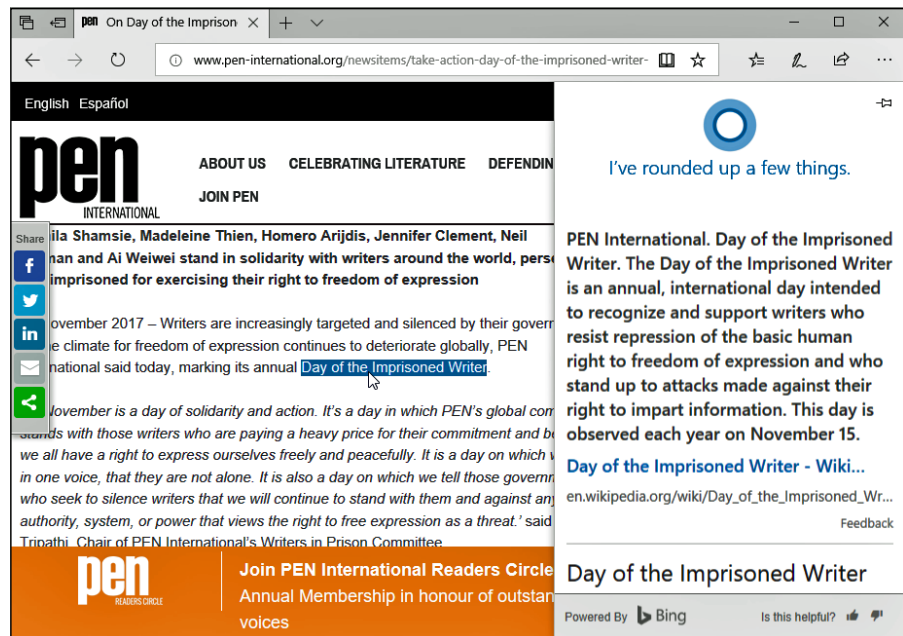 pen On Day of the Imprison
www.pen-international.org/newsitems/take-action-day-of-the-imprisoned-writer-
English Español
pen
INTERNATIONAL
ABOUT US CELEBRATING LITERATURE DEFENDIN
JOIN PEN
Share
ila Shamsie, Madeleine Thien, Homero Arijdis, Jennifer Clement, Neil
man and Ai Weiwei stand in solidarity with writers around the world, perse
imprisoned for exercising their right to freedom of expression
ovember 2017 – Writers are increasingly targeted and silenced by their govern
e climate for freedom of expression continues to deteriorate globally, PEN
national said today, marking its annual Day of the Imprisoned Writer.
November is a day of solidarity and action. It's a day in which PEN's global com
stands with those writers who are paying a heavy price for their commitment and be
we all have a right to express ourselves freely and peacefully. It is a day on which w
in one voice, that they are not alone. It is also a day on which we tell those governm
who seek to silence writers that we will continue to stand with them and against any
authority, system, or power that views the right to free expression as a threat.' said
Tripathi, Chair of PEN International's Writers in Prison Committee
pen
READERS CIRCLE
Join PEN International Readers Circle
Annual Membership in honour of outstan
voices
I've rounded up a few things.
PEN International. Day of the Imprisoned
Writer. The Day of the Imprisoned Writer
is an annual, international day intended
to recognize and support writers who
resist repression of the basic human
right to freedom of expression and who
stand up to attacks made against their
right to impart information. This day is
observed each year on November 15.
Day of the Imprisoned Writer - Wiki...
en.wikipedia.org/wiki/Day_of_the_Imprisoned_Wr...
Feedback
Day of the Imprisoned Writer
Powered By Bing
Is this helpful?